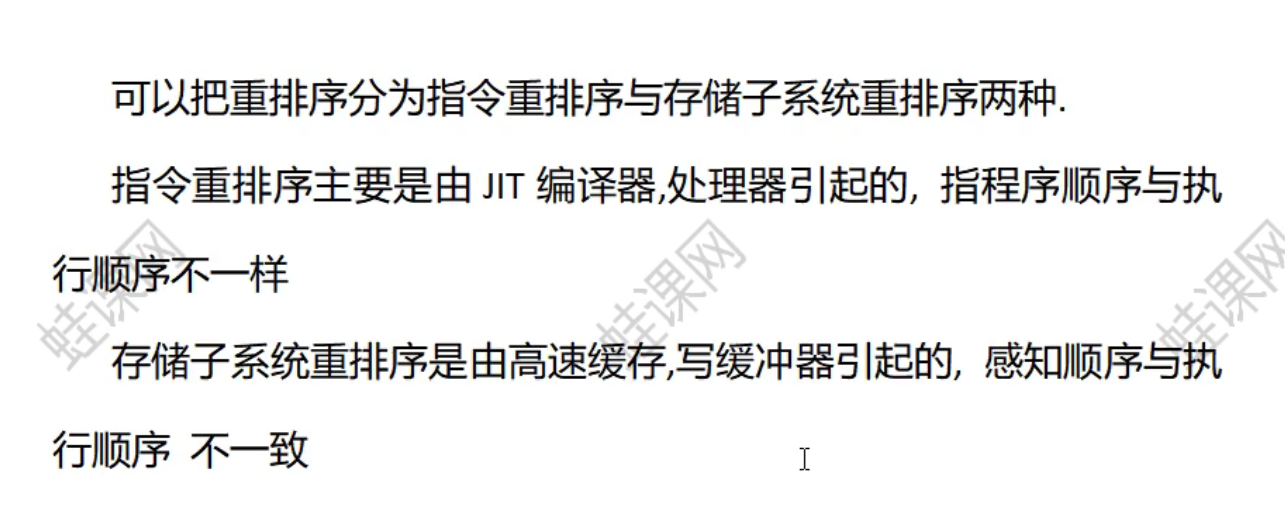 可以把重排序分为指令重排序与存储子系统重排序两种.
指令重排序主要是由 JIT 编译器,处理器引起的, 指程序顺序与执
行顺序不一样
存储子系统重排序是由高速缓存,写缓冲器引起的, 感知顺序与执
行顺序 不一致
蛙课网
蛙课网
蛙课网